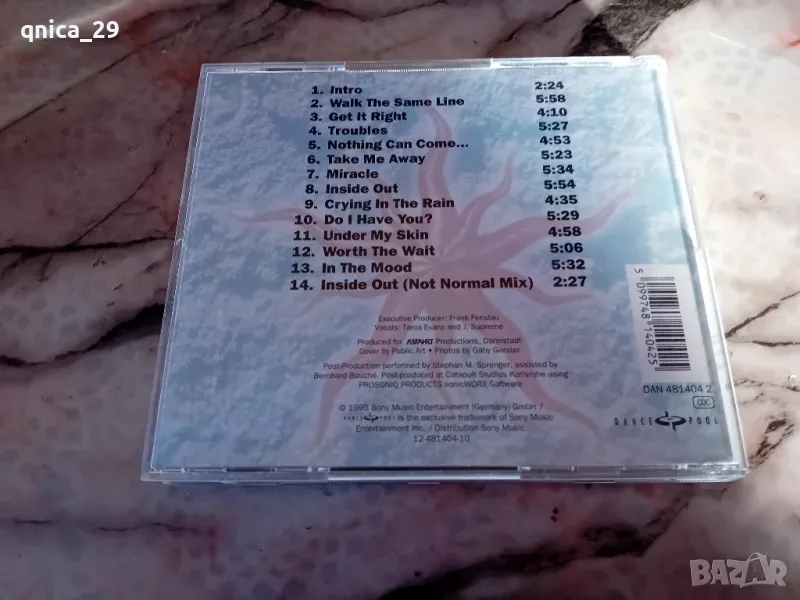 qnica_29
1. Intro 2:24
2. Walk The Same Line 5:58
3. Get It Right 4:10
4. Troubles 5:27
5. Nothing Can Come... 4:53
6. Take Me Away 5:23
7. Miracle 5:34
8. Inside Out 5:54
9. Crying In The Rain 4:35
10. Do I Have You? 5:29
11. Under My Skin 4:58
12. Worth The Wait 5:06
13. In The Mood 5:32
14. Inside Out (Not Normal Mix) 2:27
Executive Producer: Frank Fenslau
Vocals: Tania Evans and J. Supreme
Produced for Productions, Darmstadt
Cover by Public Art • Photos by Gaby Gerster
Post-Production performed by Stephan M. Sprenger, assisted by
Bernhard Bouché. Post-produced at Catapult Studios Karlsruhe using
PROSONIQ PRODUCTS sonicWORX Software
℗ © 1995 Sony Music Entertainment (Germany) GmbH /
is the exclusive trademark of Sony Music
Entertainment Inc. / Distribution Sony Music
12-481404-10
5 099748 140425
DAN 481404 2
DANCE POOL
BAZAR